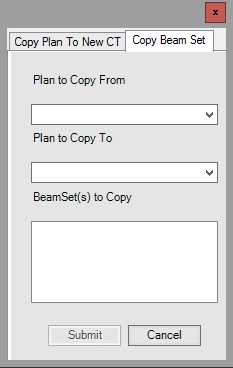 x
Copy Plan To New CT Copy Beam Set
Plan to Copy From
Plan to Copy To
BeamSet(s) to Copy
Submit Cancel